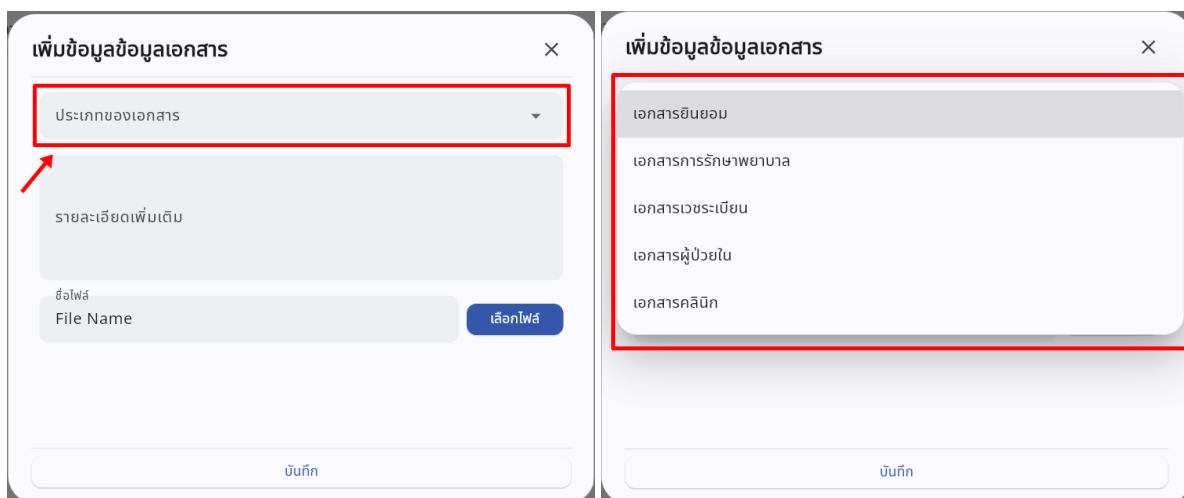 เพิ่มข้อมูลข้อมูลเอกสาร
ประเภทของเอกสาร
รายละเอียดเพิ่มเติม
ชื่อไฟล์
File Name
เลือกไฟล์
บันทึก
เพิ่มข้อมูลข้อมูลเอกสาร
เอกสารยินยอม
เอกสารการรักษาพยาบาล
เอกสารเวชระเบียน
เอกสารผู้ป่วยใน
เอกสารคลินิก
บันทึก